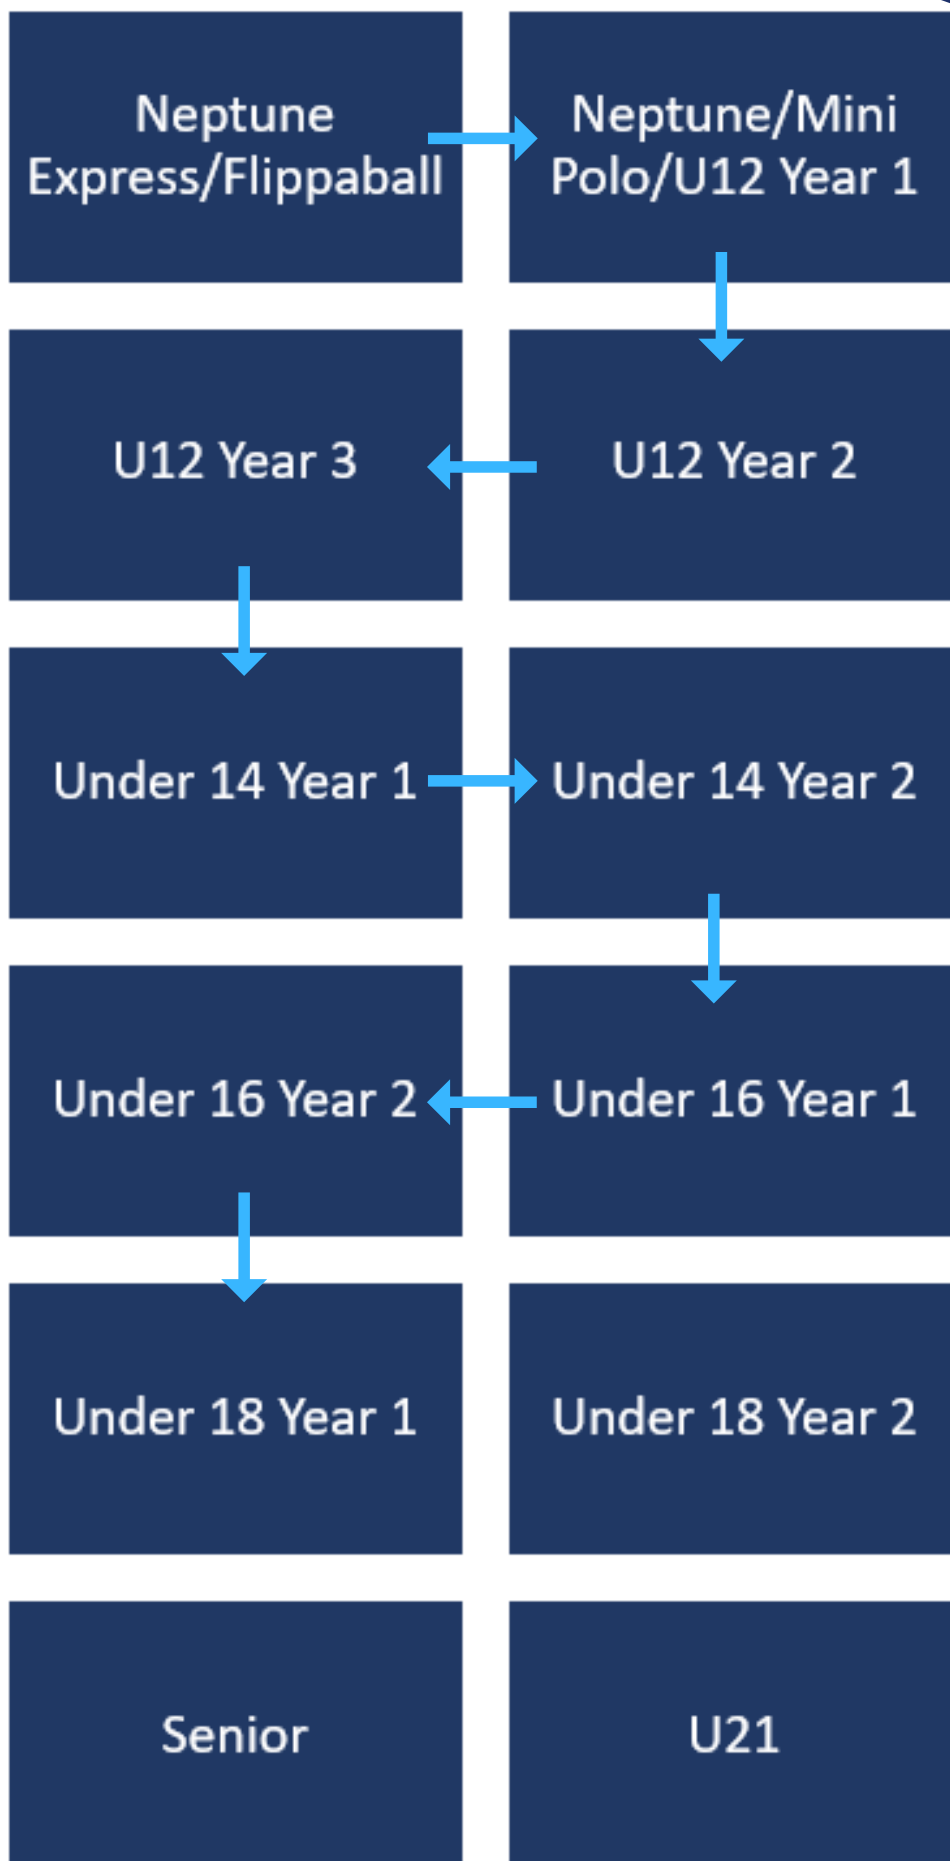 Neptune
Express/Flippaball
Neptune/Mini
Polo/U12 Year 1
U12 Year 3
U12 Year 2
Under 14 Year 1
Under 14 Year 2
Under 16 Year 2
Under 16 Year 1
Under 18 Year 1
Under 18 Year 2
Senior
U21